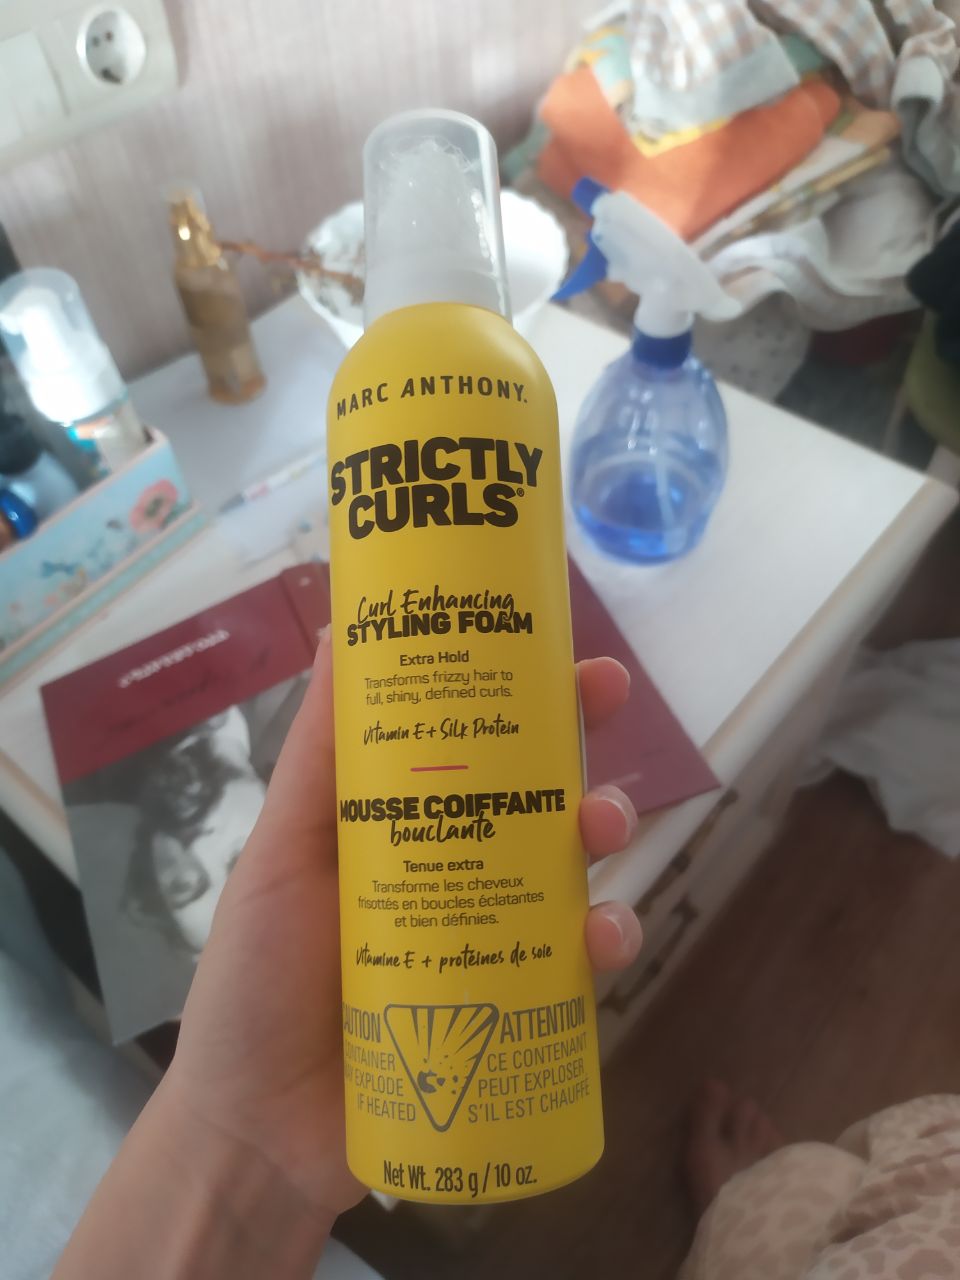 MARC ANTHONY.
STRICTLY
CURLS®
Curl Enhancing
STYLING FOAM
Extra Hold
Transforms frizzy hair to
full, shiny, defined curls.
Vitamin E + Silk Protein
MOUSSE COIFFANTE
bouclante
Tenue extra
Transforme les cheveux
frisottés en boucles éclatantes
et bien définies.
Vitamine E + protéines de soie
CAUTION
CONTAINER
MAY EXPLODE
IF HEATED
ATTENTION
CE CONTENANT
PEUT EXPLOSER
S'IL EST CHAUFFÉ
Net wt. 283 g / 10 oz.